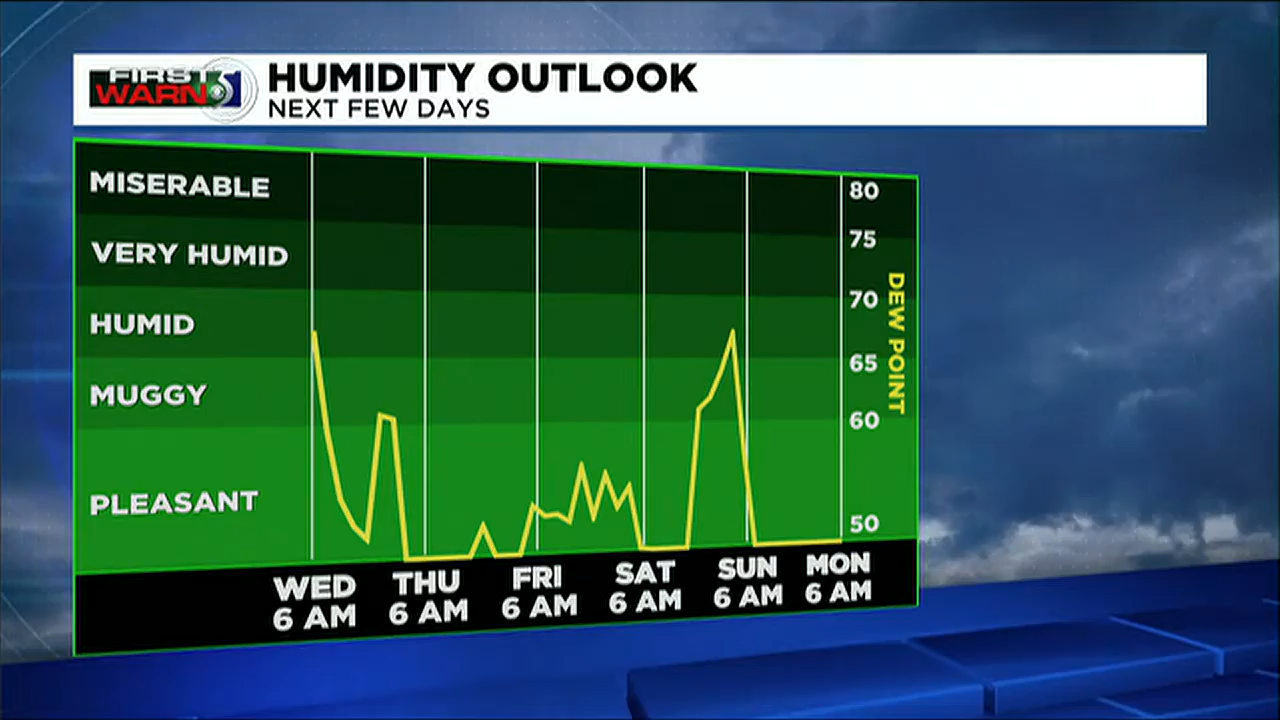 FIRST
WARN 5
HUMIDITY OUTLOOK
NEXT FEW DAYS
MISERABLE
VERY HUMID
HUMID
MUGGY
PLEASANT
80
75
70
65
60
50
DEW POINT
WED THU FRI SAT SUN MON
6 AM 6 AM 6 AM 6 AM 6 AM 6 AM